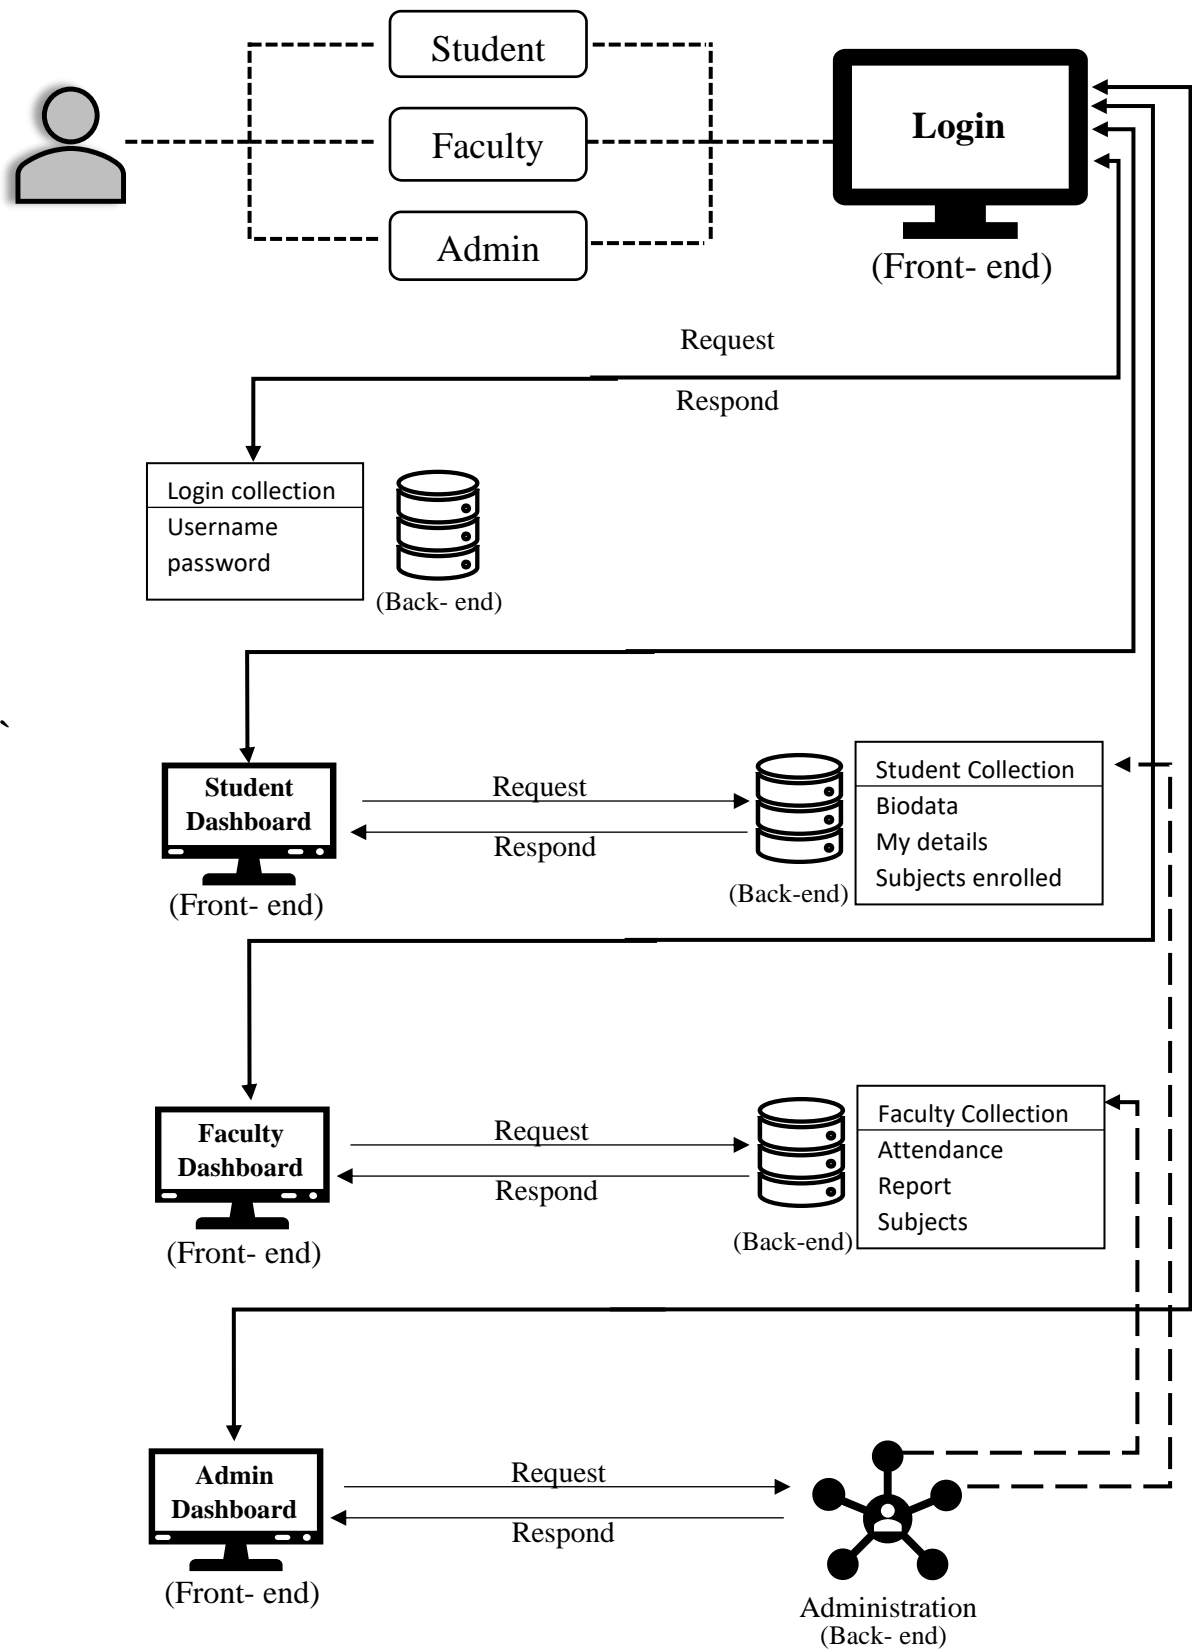 Student
Faculty
Admin
Login
(Front- end)
Request
Respond
Login collection
Username
password
(Back- end)
`
Student
Dashboard
(Front- end)
Request
Respond
(Back-end)
Student Collection
Biodata
My details
Subjects enrolled
Faculty
Dashboard
(Front- end)
Request
Respond
(Back-end)
Faculty Collection
Attendance
Report
Subjects
Admin
Dashboard
(Front- end)
Request
Respond
Administration
(Back- end)